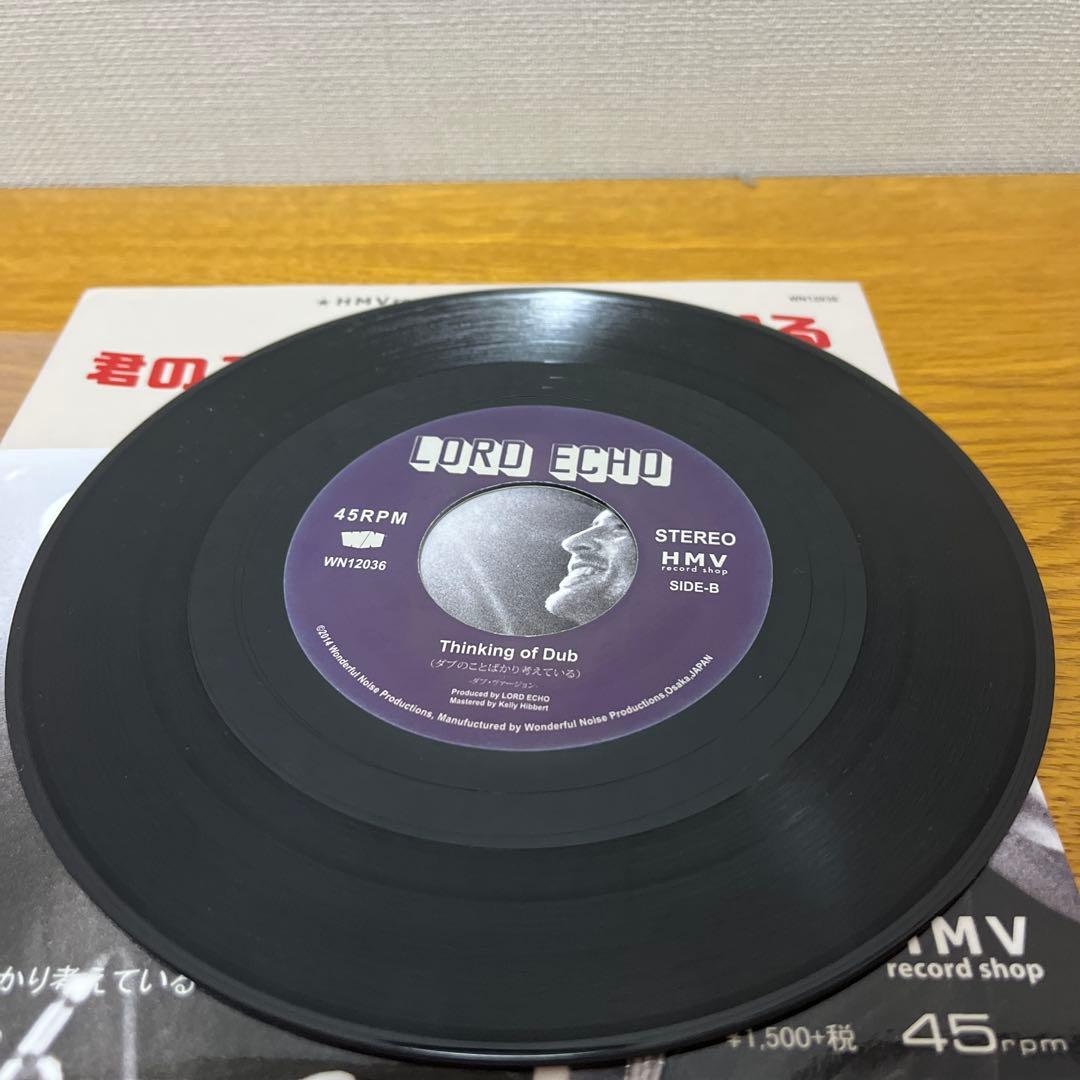 ★HMV
WN12036
君の
る
LORD ECHO
45RPM
WN12036
STEREO
HMV
record shop
SIDE-B
Thinking of Dub
(ダブのことばかり考えている)
-ダブ・ヴァージョン-
Produced by LORD ECHO
Mastered by Kelly Hibbert
©2014 Wonderful Noise Productions, Manufuctured by Wonderful Noise Productions,Osaka,JAPAN
HMV
record shop
かり考えている
¥1,500+税
45rpm